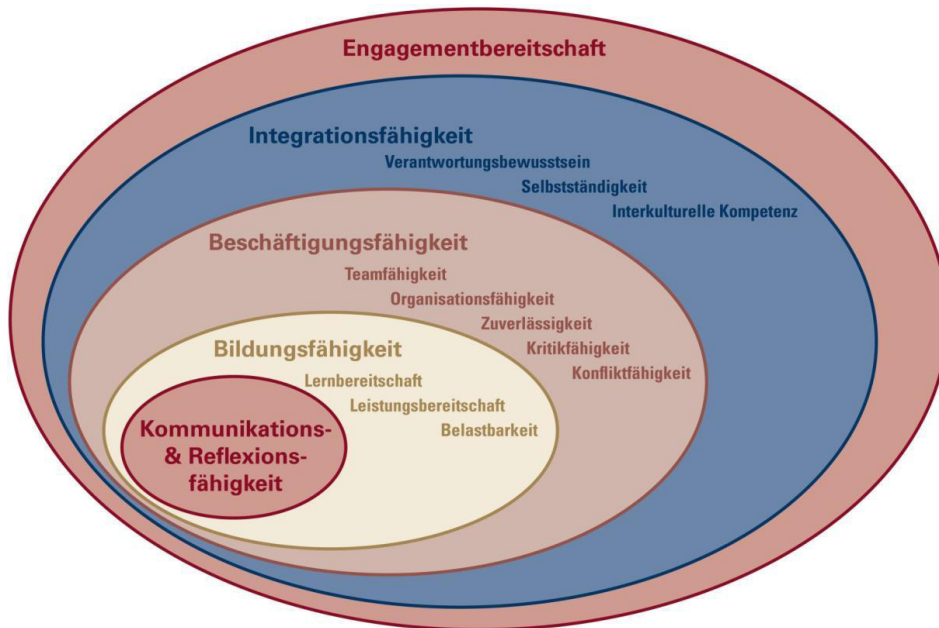 Engagementbereitschaft
Integrationsfähigkeit
Verantwortungsbewusstsein
Selbstständigkeit
Interkulturelle Kompetenz
Beschäftigungsfähigkeit
Teamfähigkeit
Organisationsfähigkeit
Zuverlässigkeit
Kritikfähigkeit
Konfliktfähigkeit
Bildungsfähigkeit
Lernbereitschaft
Leistungsbereitschaft
Belastbarkeit
Kommunikations-
& Reflexions-
fähigkeit